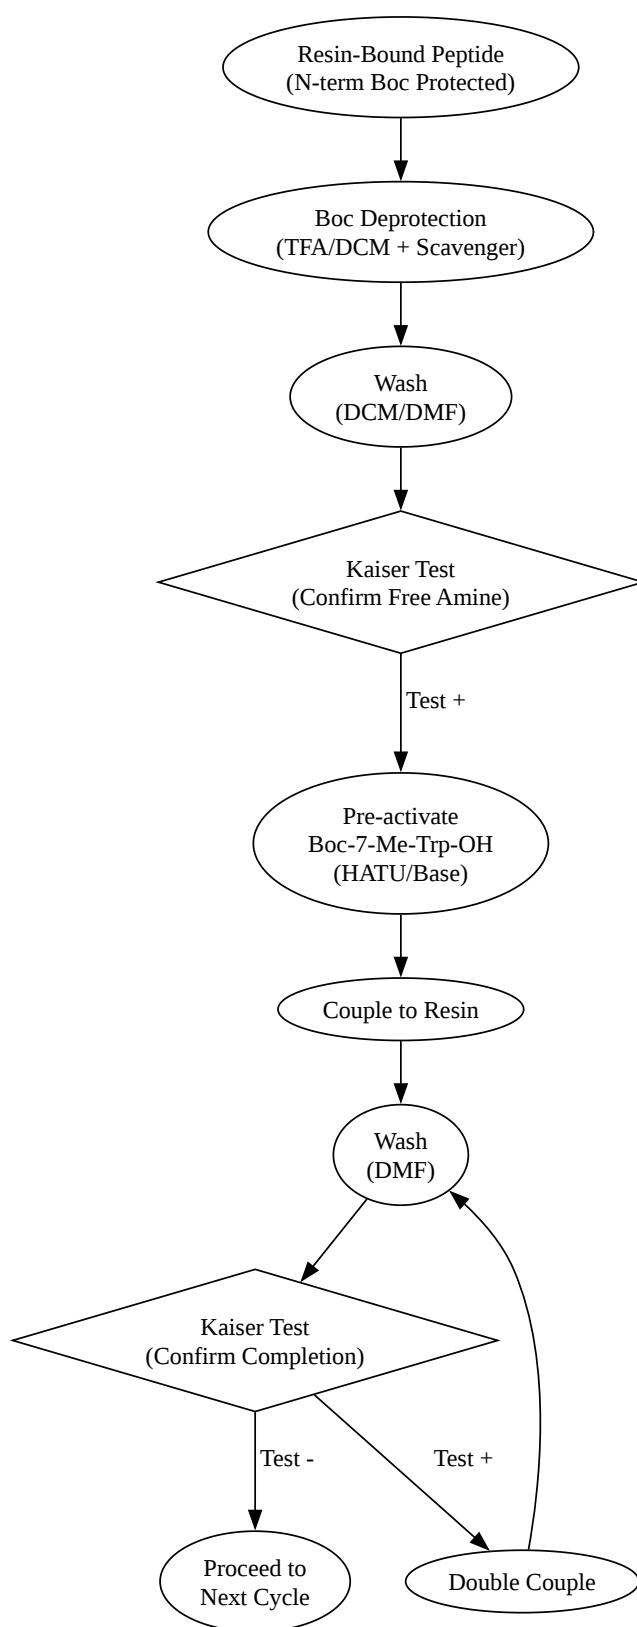 Resin-Bound Peptide
(N-term Boc Protected)
Boc Deprotection
(TFA/DCM + Scavenger)
Wash
(DCM/DMF)
Kaiser Test
(Confirm Free Amine)
Test +
Pre-activate
Boc-7-Me-Trp-OH
(HATU/Base)
Couple to Resin
Wash
(DMF)
Kaiser Test
(Confirm Completion)
Test -
Test +
Proceed to
Next Cycle
Double Couple